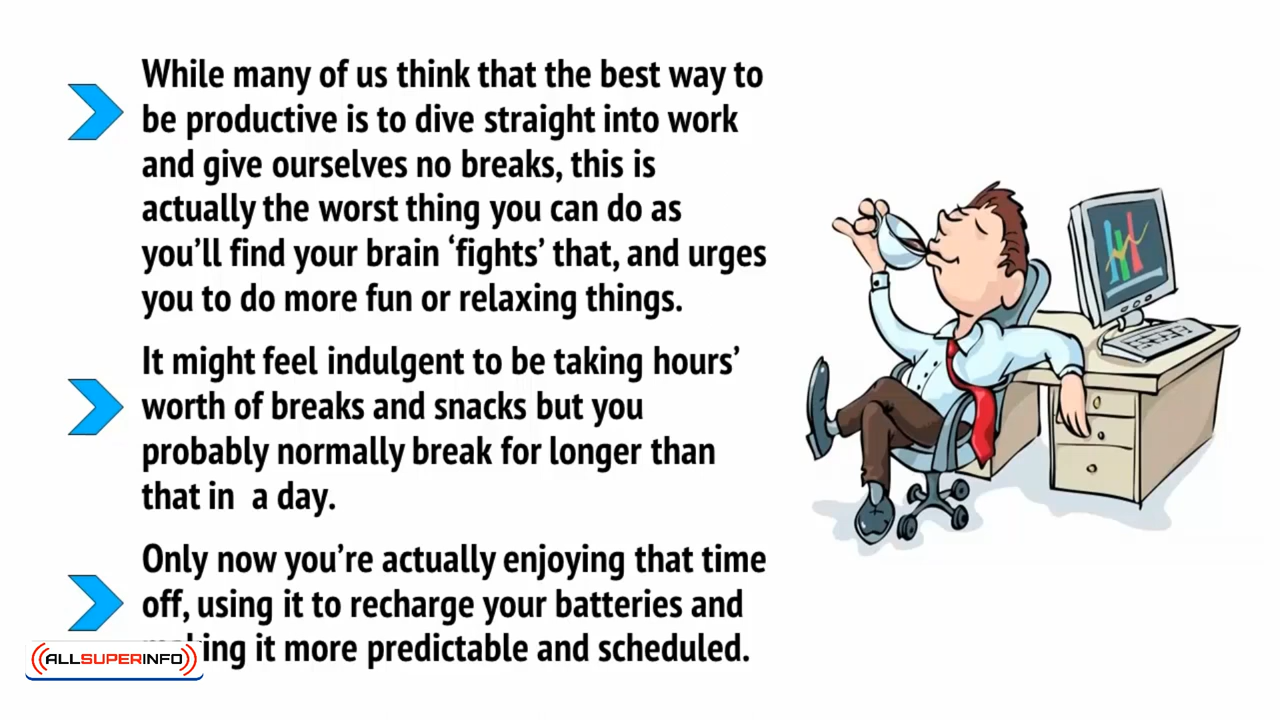 While many of us think that the best way to
be productive is to dive straight into work
and give ourselves no breaks, this is
actually the worst thing you can do as
you’ll find your brain ‘fights’ that, and urges
you to do more fun or relaxing things.
It might feel indulgent to be taking hours’
worth of breaks and snacks but you
probably normally break for longer than
that in  a day.
Only now you’re actually enjoying that time
off, using it to recharge your batteries and
it more predictable and scheduled.
ALLSUPERINFO